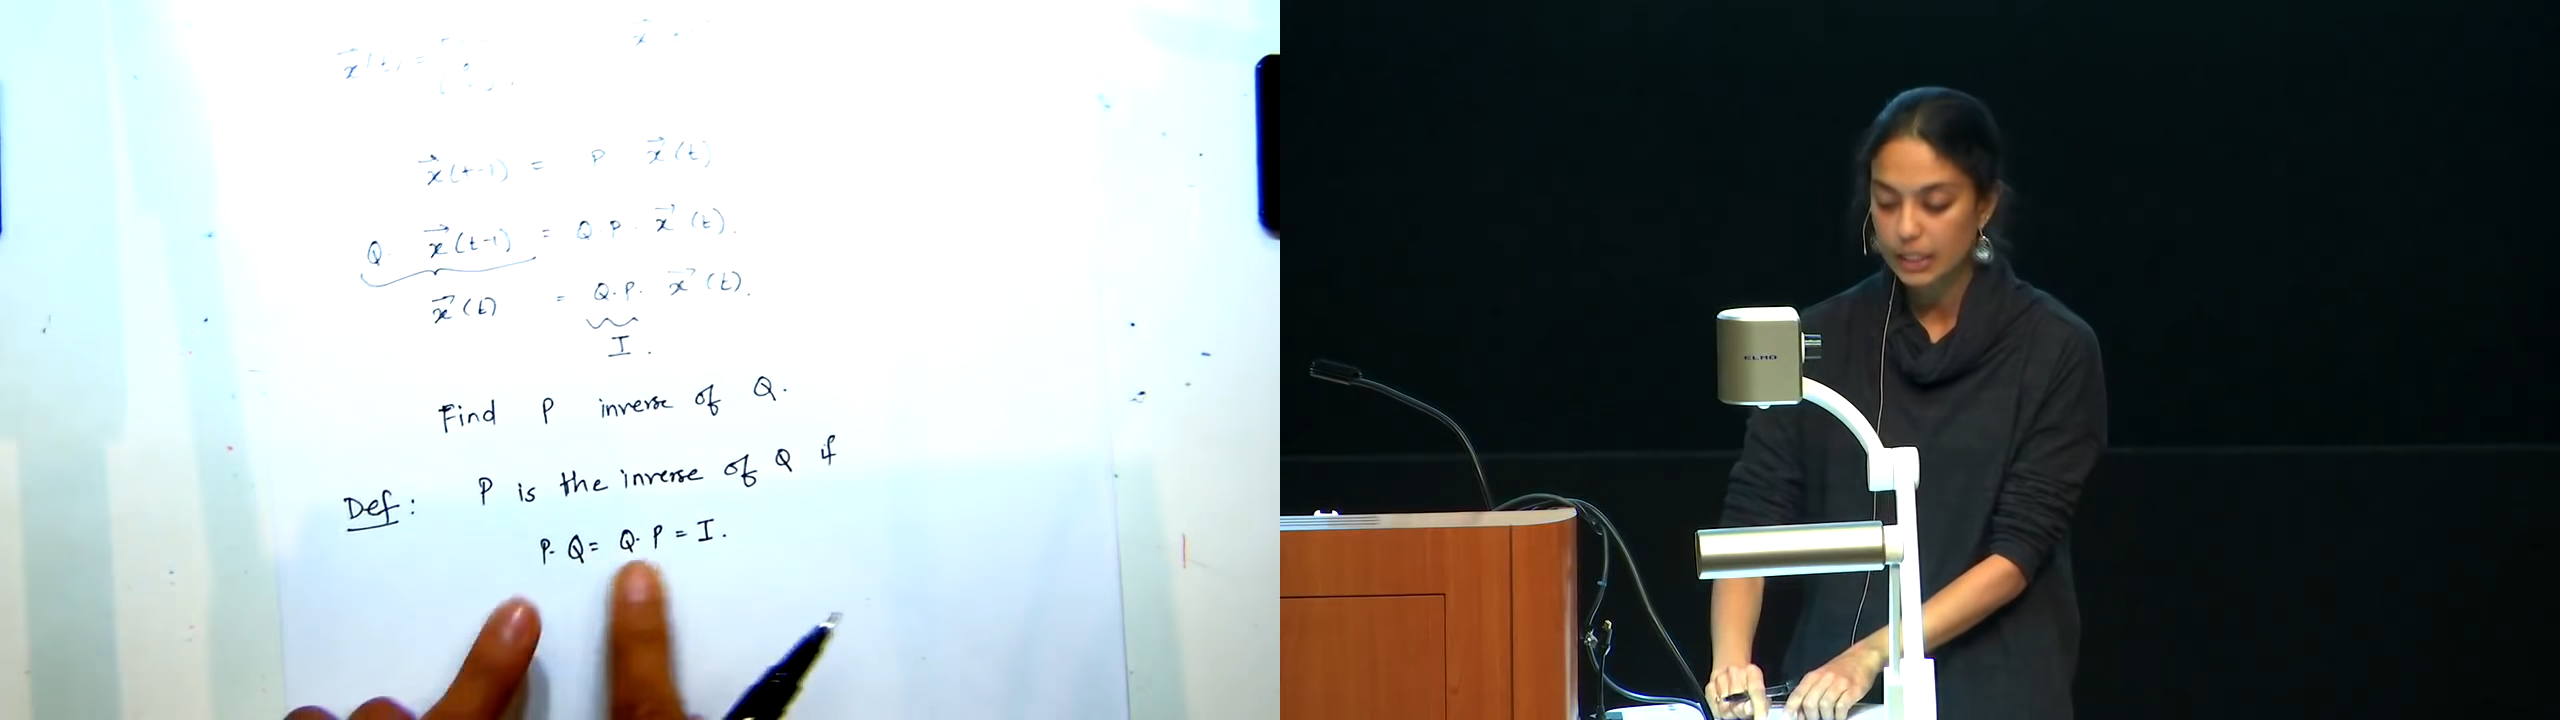 x⃗(t) =
x⃗(t-1) = P x⃗(t)
Q. x⃗(t-1) = Q P . x⃗(t).
x⃗(t) = Q.P. x⃗(t).
I.
Find P inverse of Q.
Def: P is the inverse of Q if
P. Q = Q. P = I.
ELMO